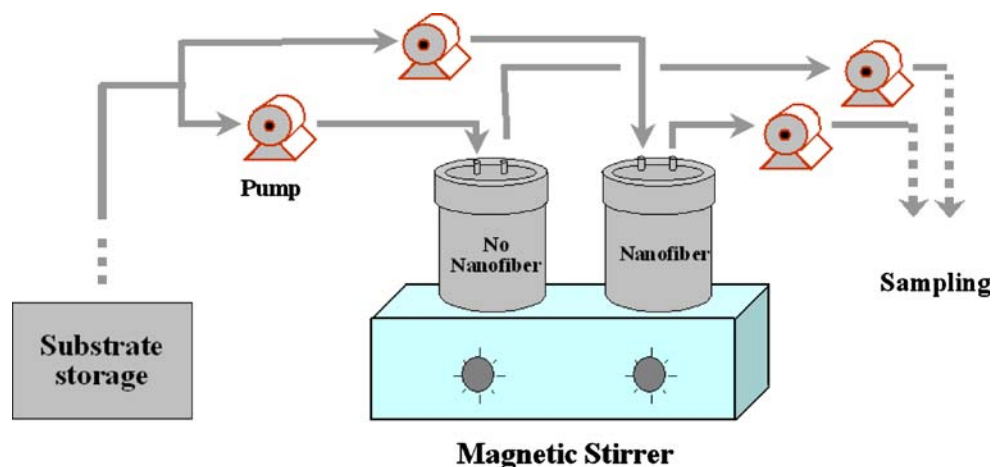 Pump
No
Nanofiber
Nanofiber
Sampling
Substrate
storage
Magnetic Stirrer